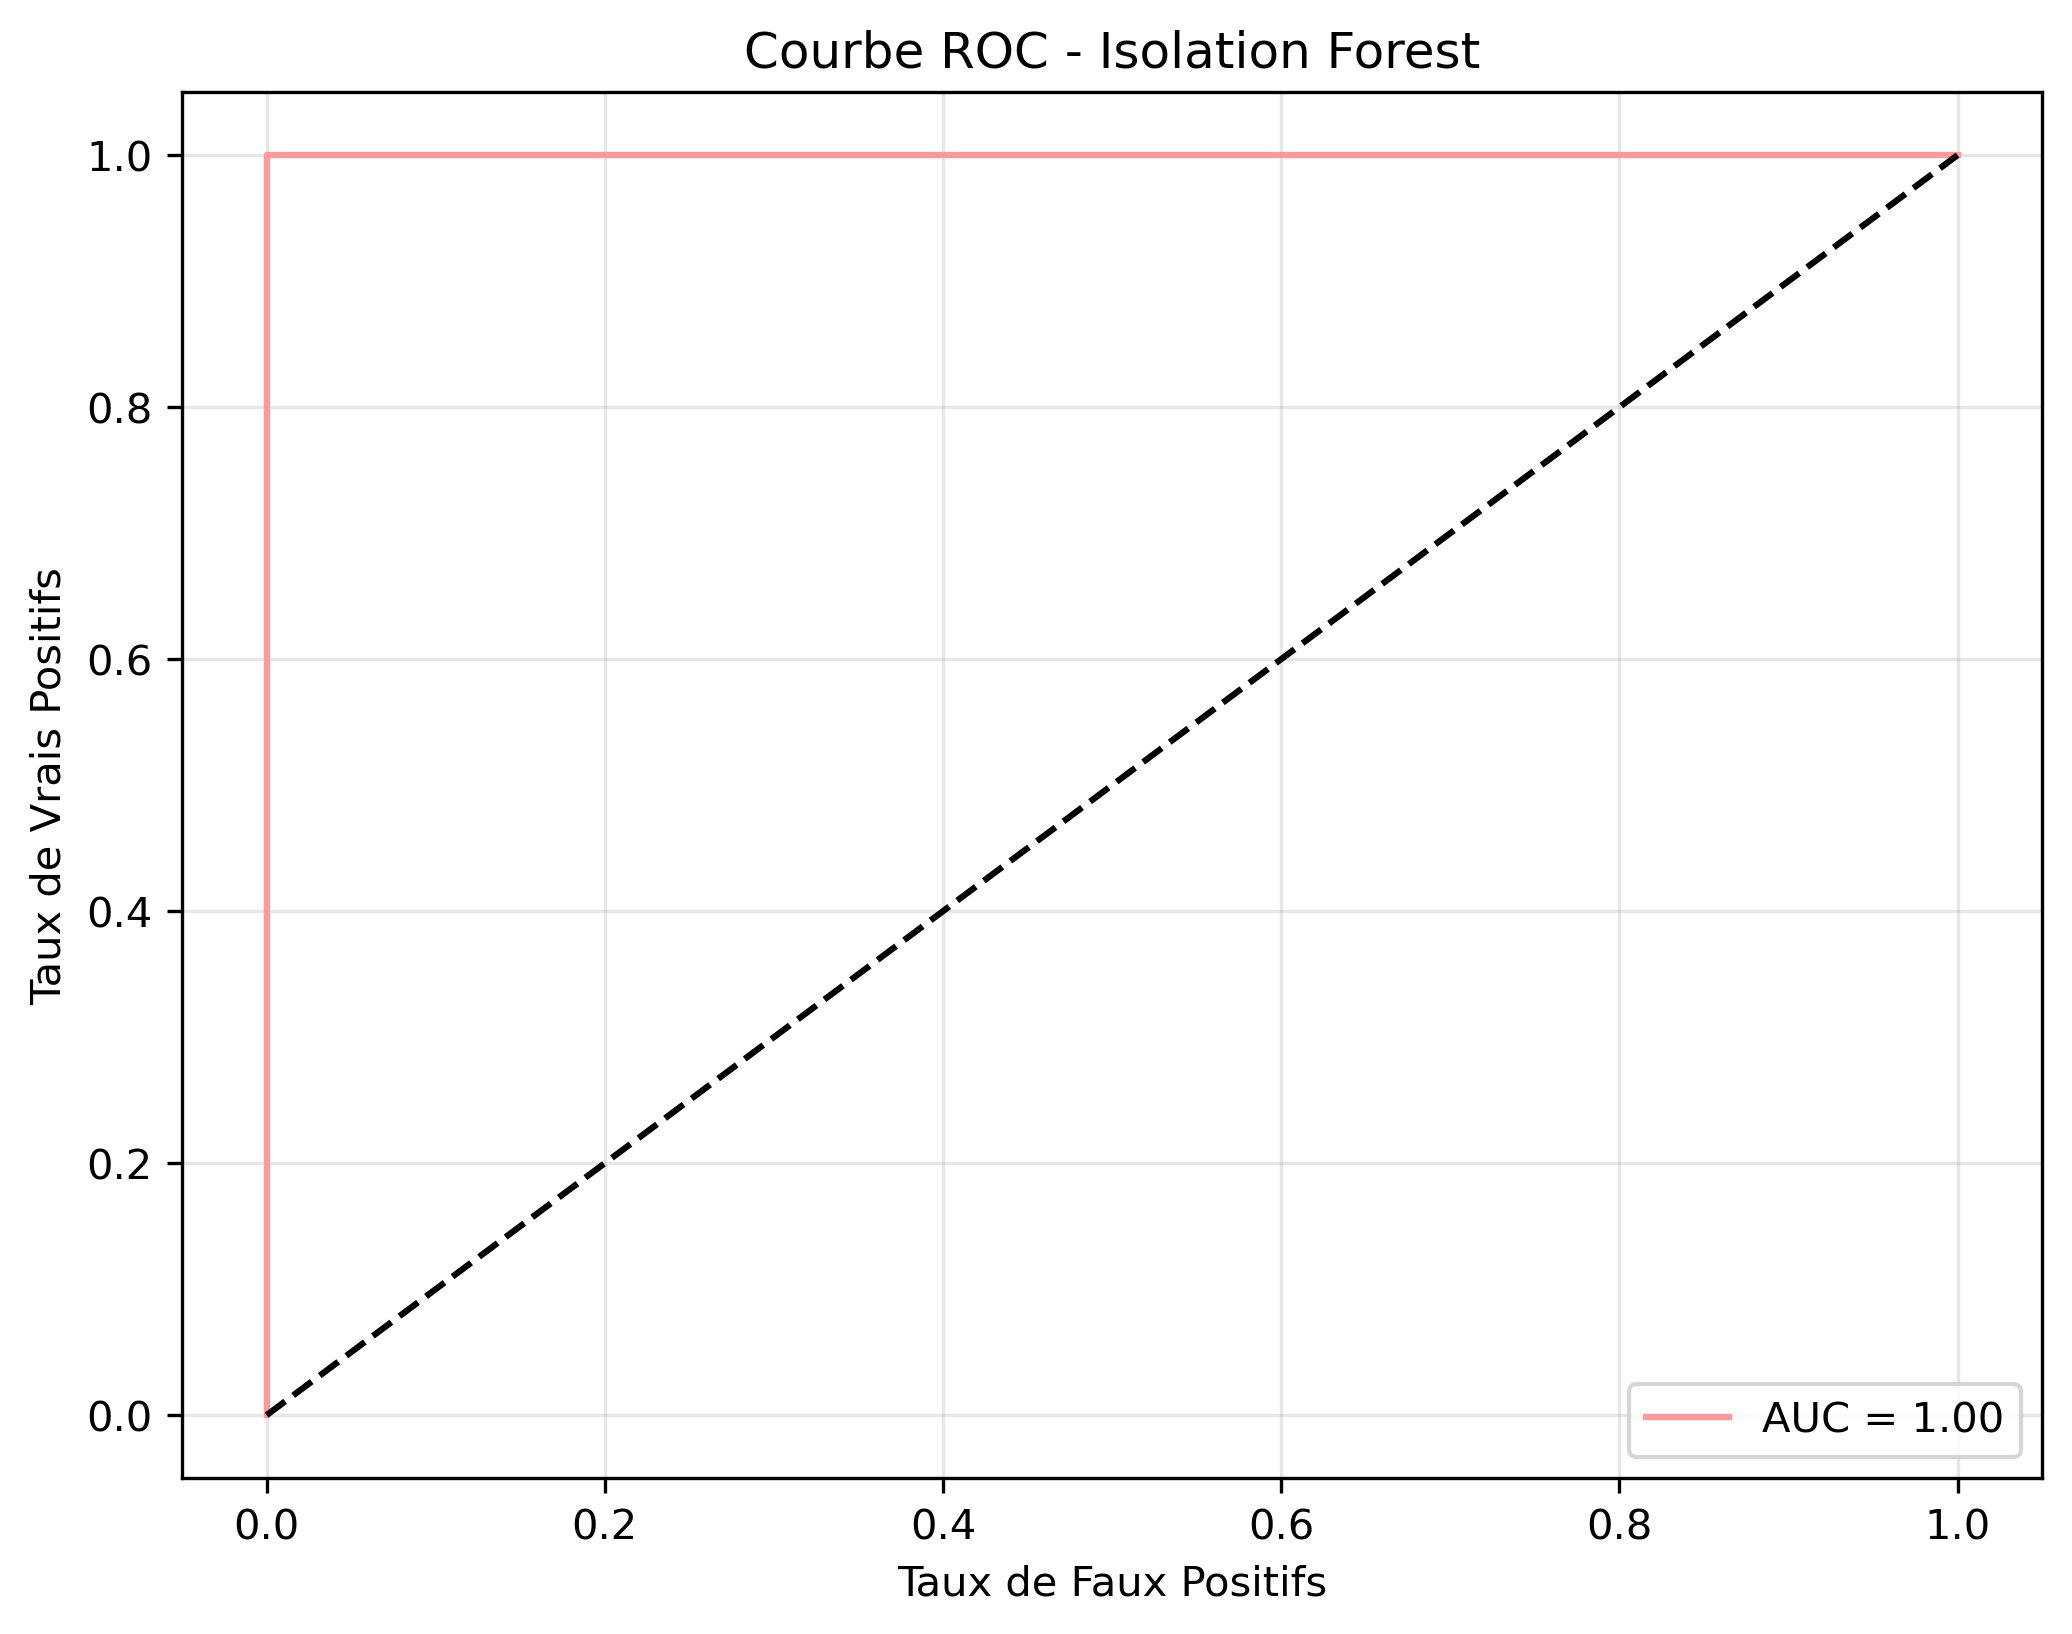 Courbe ROC - Isolation Forest
Taux de Vrais Positifs
1.0
0.8
0.6
0.4
0.2
0.0
AUC = 1.00
0.0 0.2 0.4 0.6 0.8 1.0
Taux de Faux Positifs